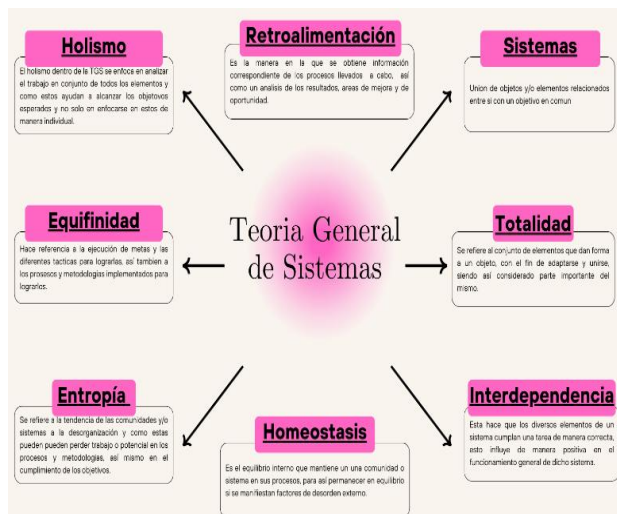 Holismo
El holismo dentro de la TGS se enfoca en analizar
el trabajo en conjunto de todos los elementos y
como estos ayudan a alcanzar los objetovos
esperados y no solo en enfocarse en estos de
manera individual.
Retroalimentación
Es la manera en la que se obtiene información
correspondiente de los procesos llevados a cabo, así
como un analisis de los resultados, areas de mejora y de
oportunidad.
Sistemas
Union de objetos y/o elementos relacionados
entre si con un objetivo en comun
Equifinidad
Hace referencia a la ejecución de metas y las
diferentes tacticas para lograrlas, así tambien a
los prosesos y metodologias implementados para
lograrlos.
Teoria General
de Sistemas
Totalidad
Se refiere al conjunto de elementos que dan forma
a un objeto, con el fin de adaptarse y unirse,
siendo así considerado parte importante del
mismo.
Entropía
Se refiere a la tendencia de las comunidades y/o
sistemas a la desorganización y como estas
pueden pueden perder trabajo o potencial en los
procesos y metodologías, así mismo en el
cumplimiento de los objetivos.
Homeostasis
Es el equilibrio interno que mantiene un una comunidad o
sistema en sus procesos, para así permanecer en equilibrio
si se manifiestan factores de desorden externo.
Interdependencia
Esta hace que los diversos elementos de un
sistema cumplan una tarea de manera correcta,
esto influye de manera positiva en el
funcionamiento general de dicho sistema.